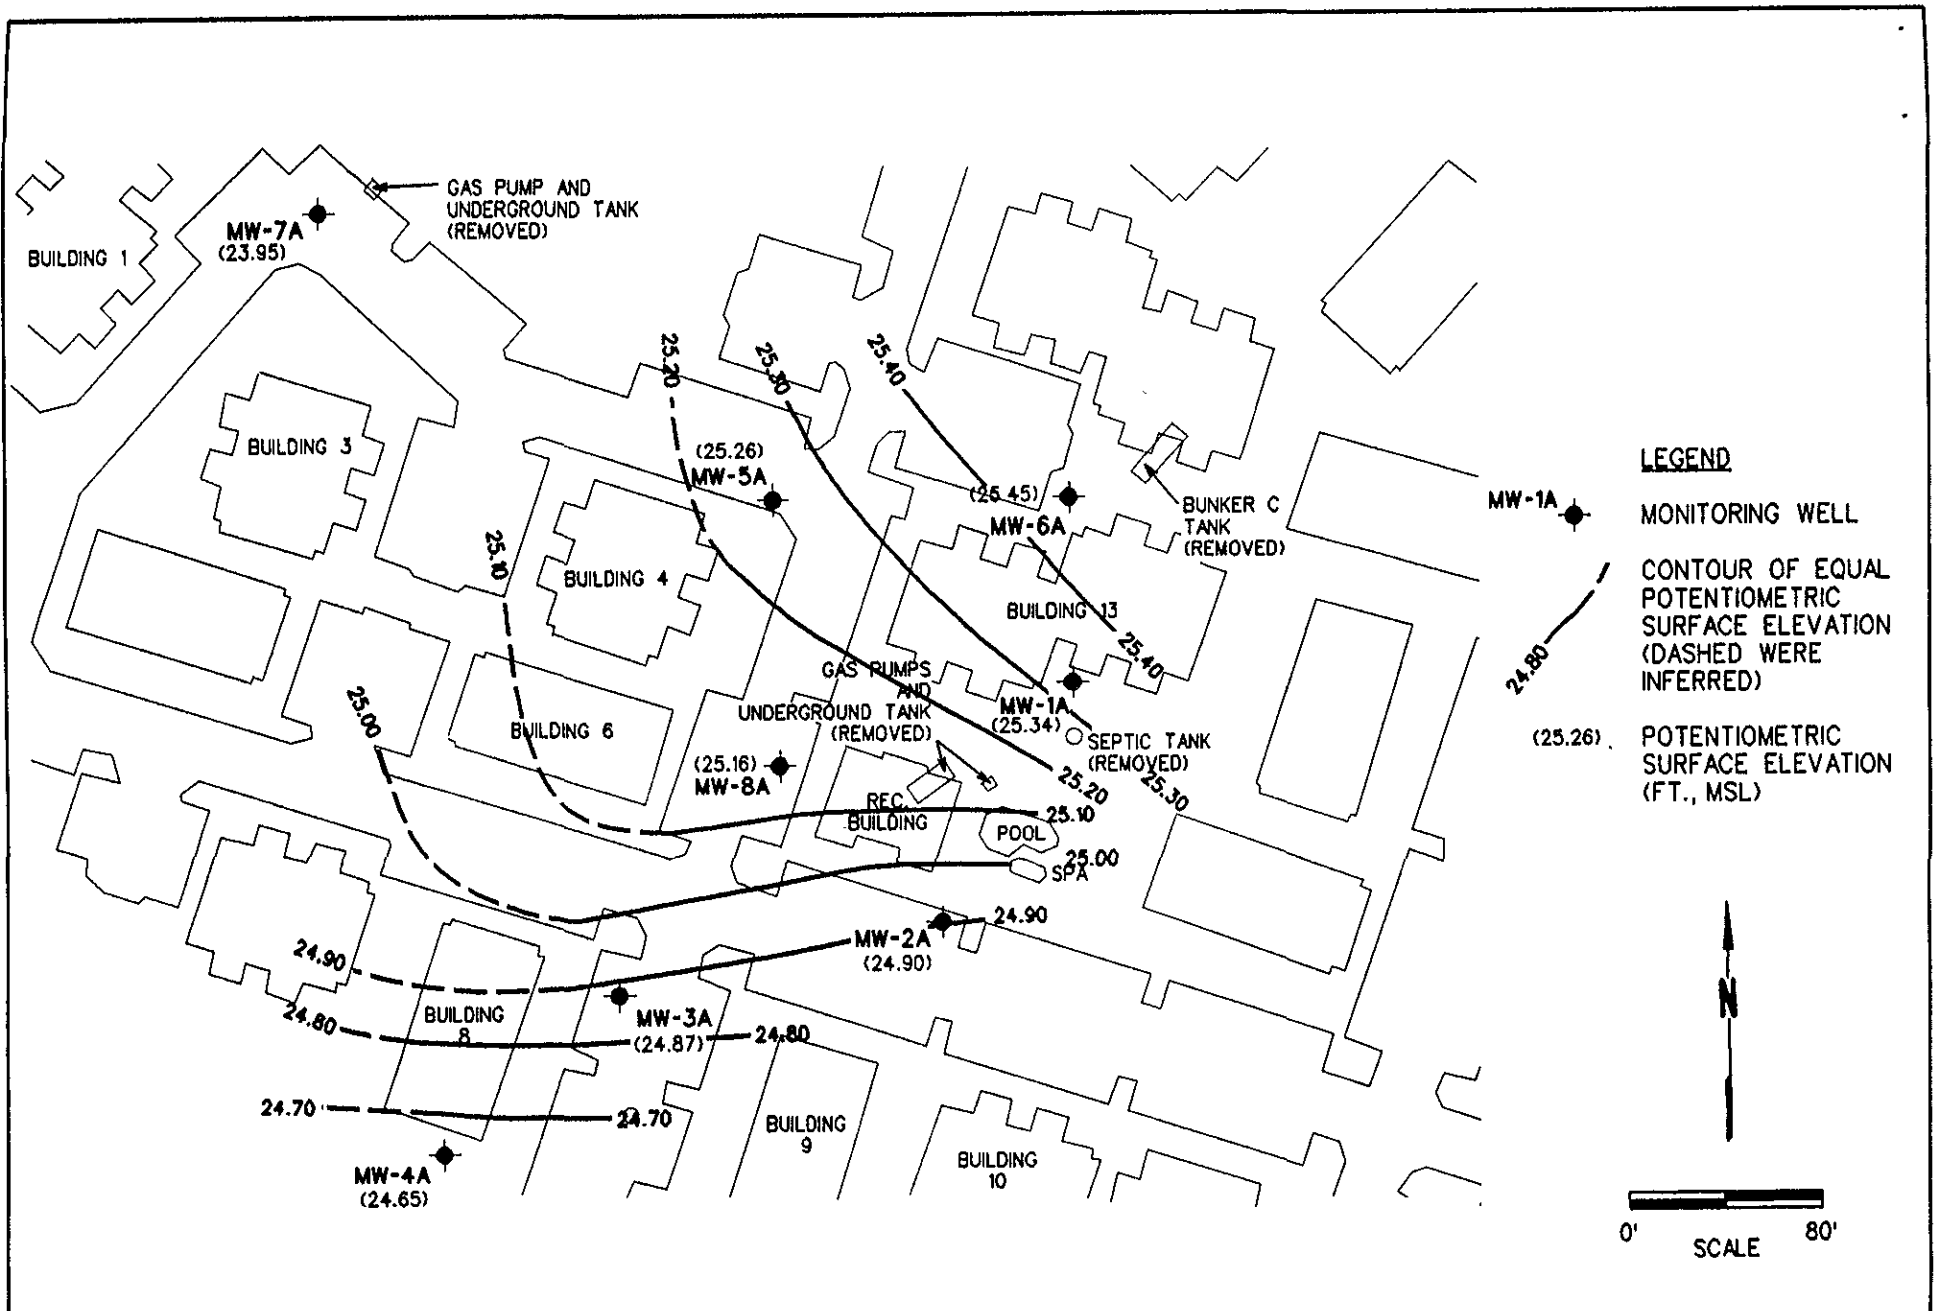 GAS PUMP AND
UNDERGROUND TANK
(REMOVED)
MW-7A
(23.95)
BUILDING 1
25.20
25.30
25.40
BUILDING 3
(25.26)
MW-5A
(25.45)
MW-6A
BUNKER C
TANK
(REMOVED)
25.10
BUILDING 4
BUILDING 13
25.40
GAS PUMPS
AND
UNDERGROUND TANK
(REMOVED)
MW-1A
(25.34)
SEPTIC TANK
(REMOVED)
25.00
BUILDING 6
(25.16)
MW-8A
25.20
25.30
REC.
BUILDING
25.10
POOL
25.00
SPA
24.90
MW-2A
(24.90)
24.90
24.80
BUILDING
8
MW-3A
(24.87)
24.80
24.70
24.70
BUILDING
9
BUILDING
10
MW-4A
(24.65)
LEGEND
MW-1A
MONITORING WELL
24.80
CONTOUR OF EQUAL
POTENTIOMETRIC
SURFACE ELEVATION
(DASHED WERE
INFERRED)
(25.26)
POTENTIOMETRIC
SURFACE ELEVATION
(FT., MSL)
N
0' 80'
SCALE